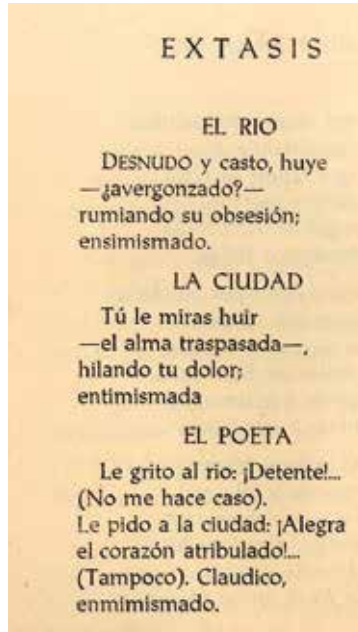 EXTASIS
EL RIO
DESNUDO y casto, huye
—¿avergonzado?—
rumiando su obsesión;
ensimismado.
LA CIUDAD
Tú le miras huir
—el alma traspasada—,
hilando tu dolor;
entimismada
EL POETA
Le grito al rio: ¡Detente!...
(No me hace caso).
Le pido a la ciudad: ¡Alegra
el corazón atribulado!...
(Tampoco). Claudico,
enmimismado.